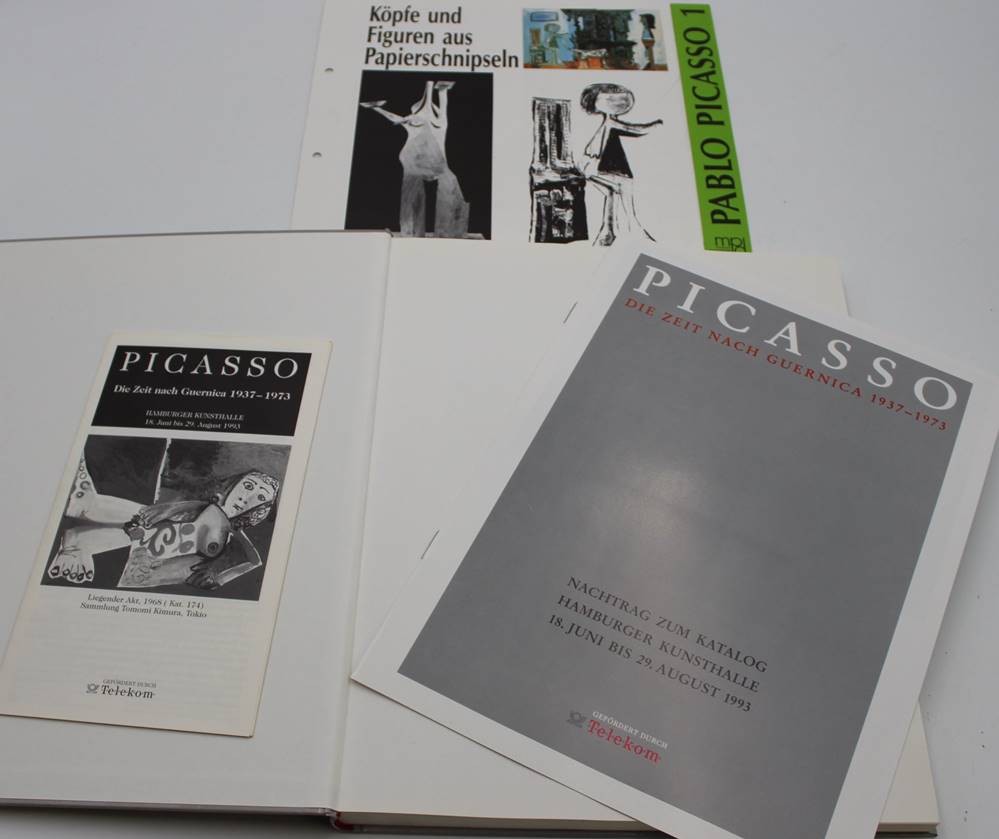 Köpfe und
Figuren aus
Papierschnipseln
PABLO PICASSO 1
PICASSO
Die Zeit nach Guernica 1937–1973
HAMBURGER KUNSTHALLE
18. Juni bis 29. August 1993
Liegender Akt, 1968 ( Kat. 174)
Sammlung Tomomi Kimura, Tokio
GEFÖRDERT DURCH
Telekom
PICASSO
DIE ZEIT NACH GUERNICA 1937–1973
NACHTRAG ZUM KATALOG
HAMBURGER KUNSTHALLE
18. JUNI BIS 29. AUGUST 1993
GEFÖRDERT DURCH
Telekom